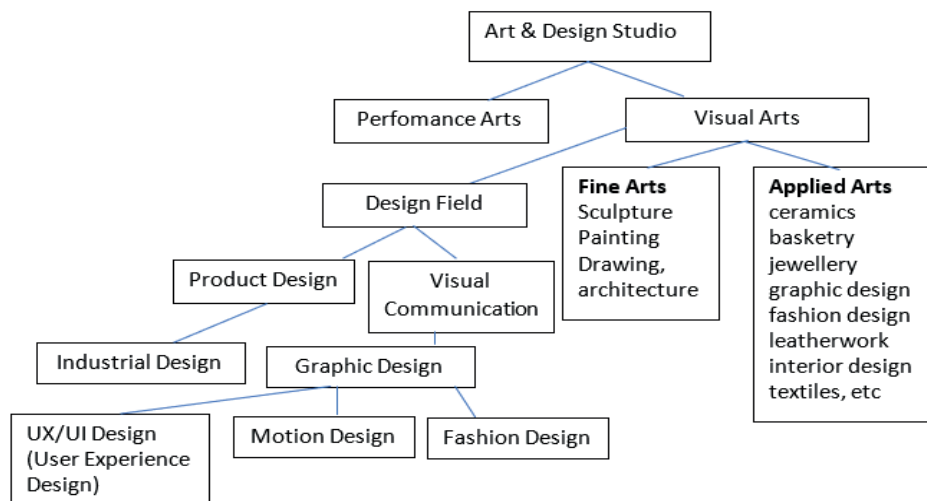 Art & Design Studio
Perfomance Arts
Visual Arts
Design Field
Fine Arts
Sculpture
Painting
Drawing,
architecture
Applied Arts
ceramics
basketry
jewellery
graphic design
fashion design
leatherwork
interior design
textiles, etc
Product Design
Visual
Communication
Industrial Design
Graphic Design
UX/UI Design
(User Experience
Design)
Motion Design
Fashion Design